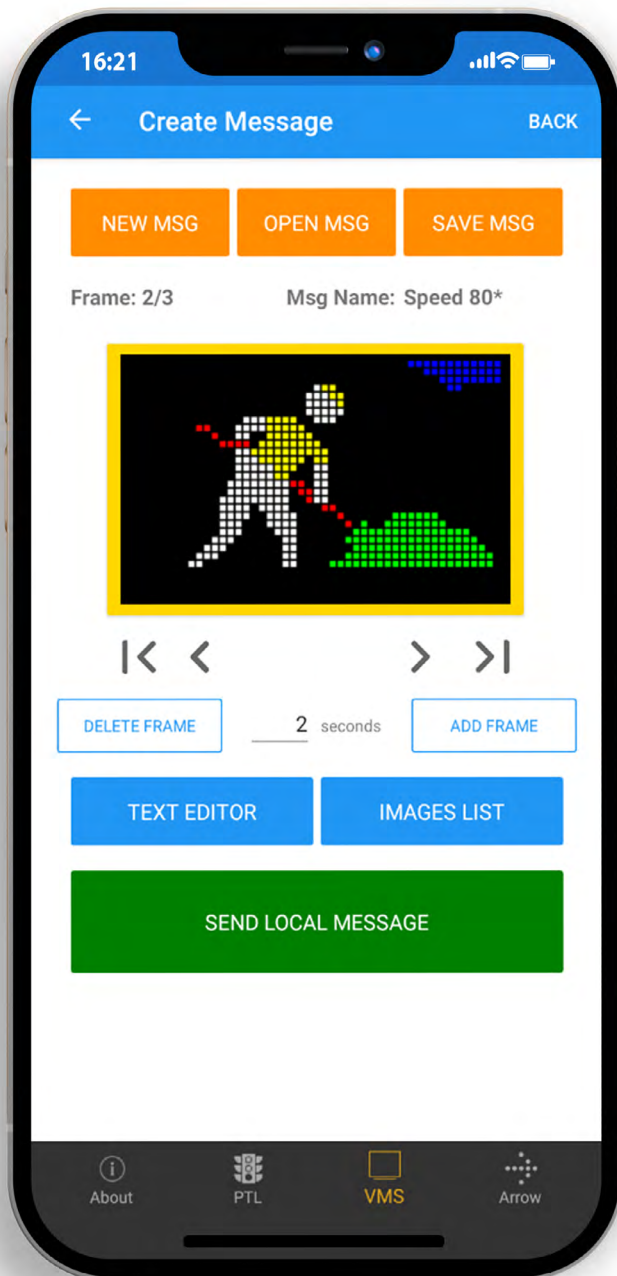 16:21
Create Message BACK
NEW MSG OPEN MSG SAVE MSG
Frame: 2/3 Msg Name: Speed 80*
DELETE FRAME 2 seconds ADD FRAME
TEXT EDITOR IMAGES LIST
SEND LOCAL MESSAGE
About PTL VMS Arrow